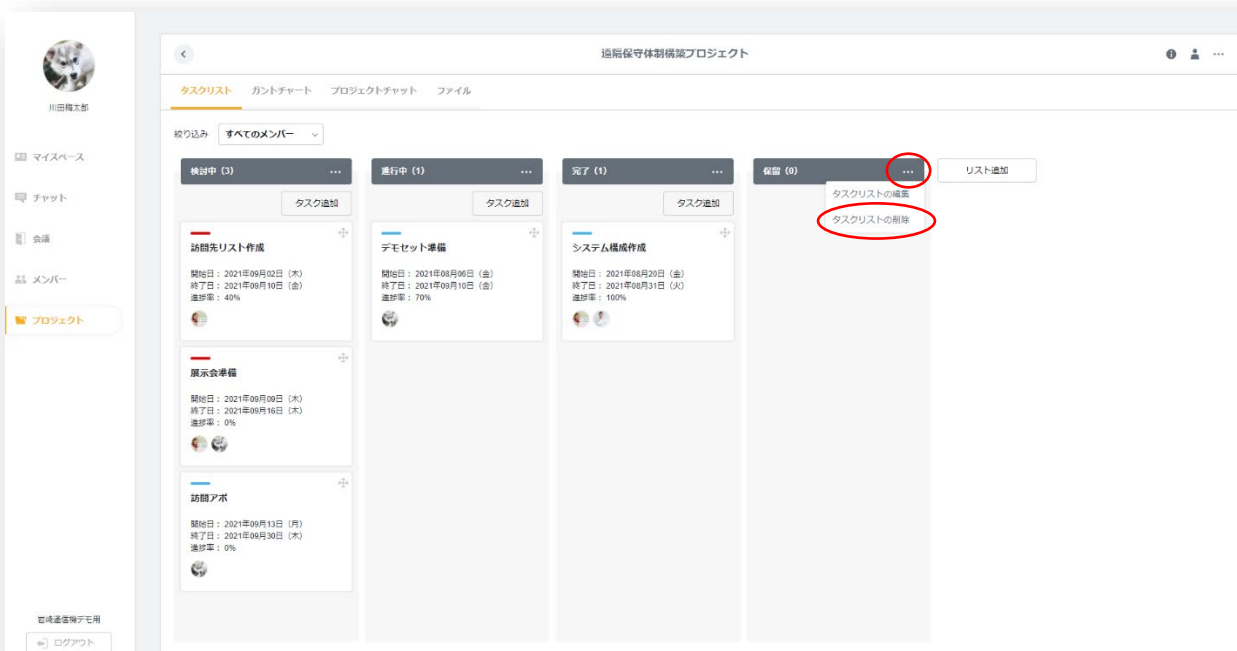 川田梅太郎
マイスペース
チャット
会議
メンバー
プロジェクト
岩崎通信機デモ用
ログアウト
遠隔保守体制構築プロジェクト
タスクリスト ガントチャート プロジェクトチャット ファイル
絞り込み すべてのメンバー
検討中 (3)
タスク追加
訪問先リスト作成
開始日: 2021年09月02日 (木)
終了日: 2021年09月10日 (金)
進捗率: 40%
展示会準備
開始日: 2021年09月09日 (木)
終了日: 2021年09月16日 (木)
進捗率: 0%
訪問アポ
開始日: 2021年09月13日 (月)
終了日: 2021年09月30日 (木)
進捗率: 0%
進行中 (1)
タスク追加
デモセット準備
開始日: 2021年08月06日 (金)
終了日: 2021年09月10日 (金)
進捗率: 70%
完了 (1)
タスク追加
システム構成作成
開始日: 2021年08月20日 (金)
終了日: 2021年08月31日 (火)
進捗率: 100%
保留 (0)
タスクリストの編集
タスクリストの削除
リスト追加